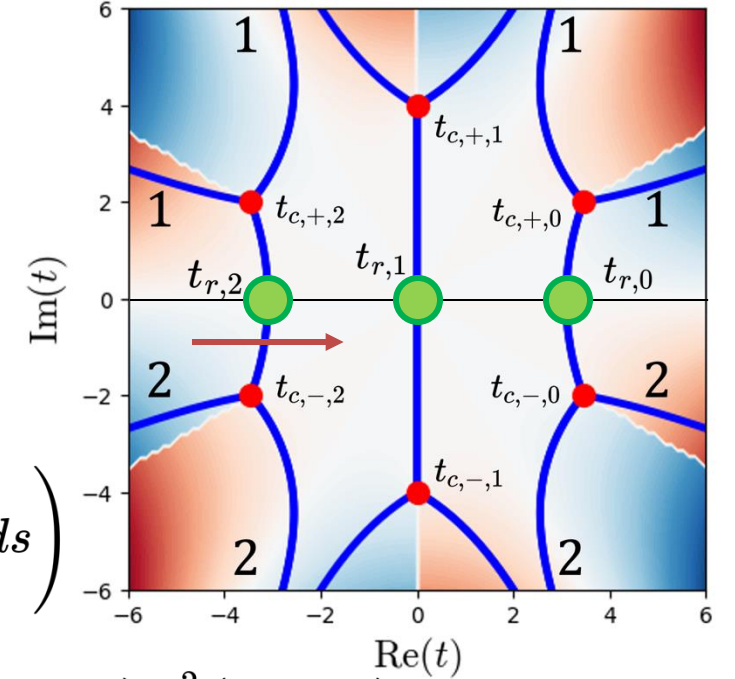 6
1 1
4
t_{c,+,1}
2
1 t_{c,+,2} t_{c,+,0} 1
t_{r,2} t_{r,1} t_{r,0}
Im(t)
0
2 t_{c,-,2} t_{c,-,0} 2
−2
t_{c,-,1}
−4
ds)
2 2
−6
−6 −4 −2 0 2 4 6
Re(t)